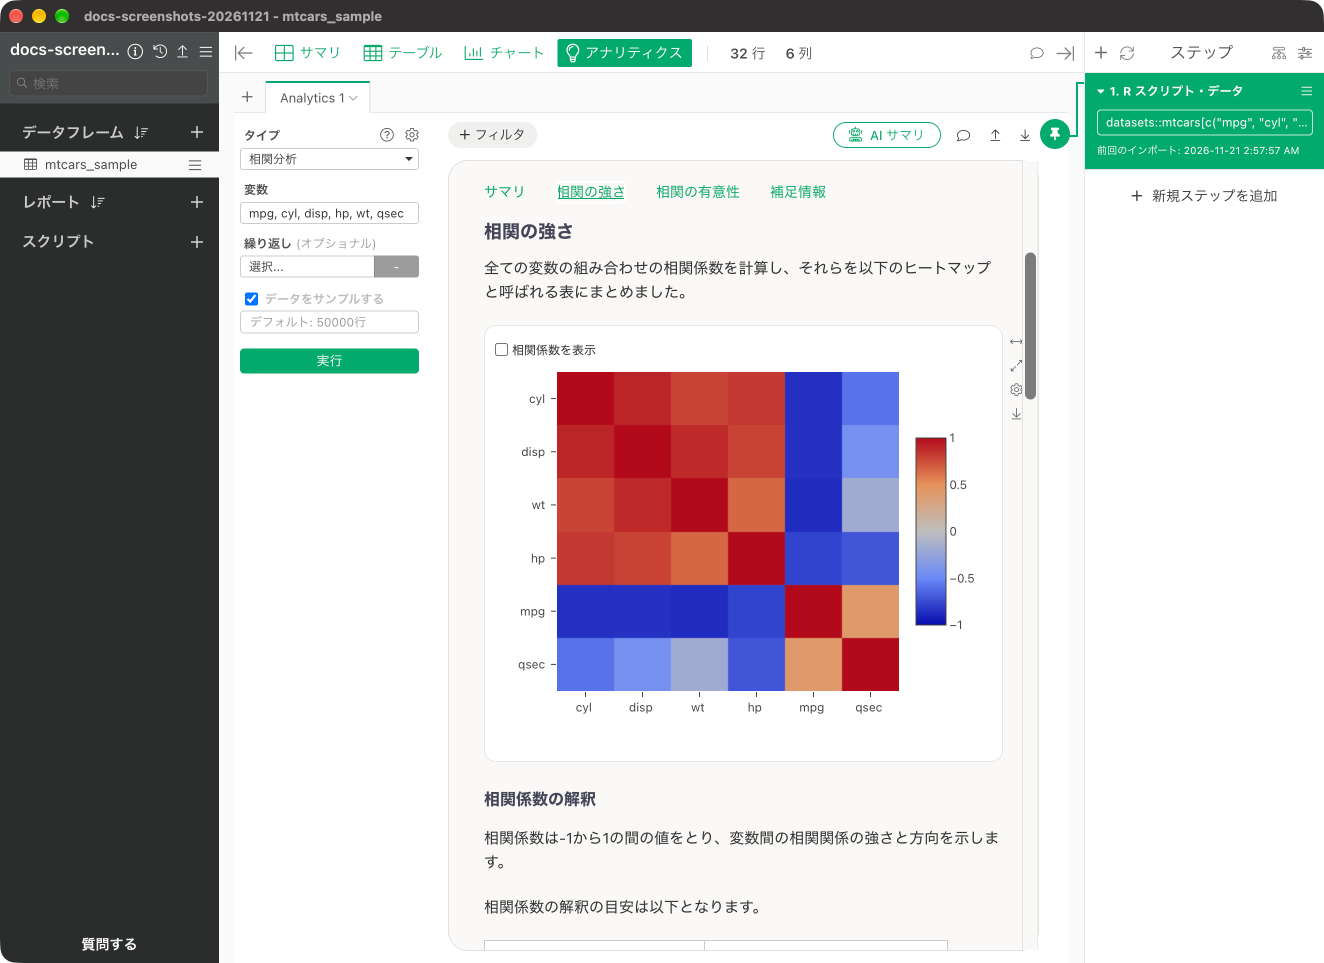 docs-screenshots-20261121 - mtcars_sample
docs-screen...
検索
データフレーム
mtcars_sample
レポート
スクリプト
質問する
サマリ
テーブル
チャート
アナリティクス
32 行
6 列
Analytics 1
タイプ
相関分析
変数
mpg, cyl, disp, hp, wt, qsec
繰り返し (オプショナル)
選択...
-
データをサンプルする
デフォルト: 50000行
実行
+ フィルタ
AI サマリ
サマリ
相関の強さ
相関の有意性
補足情報
相関の強さ
全ての変数の組み合わせの相関係数を計算し、それらを以下のヒートマップ
と呼ばれる表にまとめました。
相関係数を表示
cyl
disp
wt
hp
mpg
qsec
cyl
disp
wt
hp
mpg
qsec
1
0.5
0
−0.5
−1
相関係数の解釈
相関係数は-1から1の間の値をとり、変数間の相関関係の強さと方向を示しま
す。
相関係数の解釈の目安は以下となります。
ステップ
1. R スクリプト・データ
datasets::mtcars[c("mpg", "cyl", "...
前回のインポート: 2026-11-21 2:57:57 AM
+ 新規ステップを追加